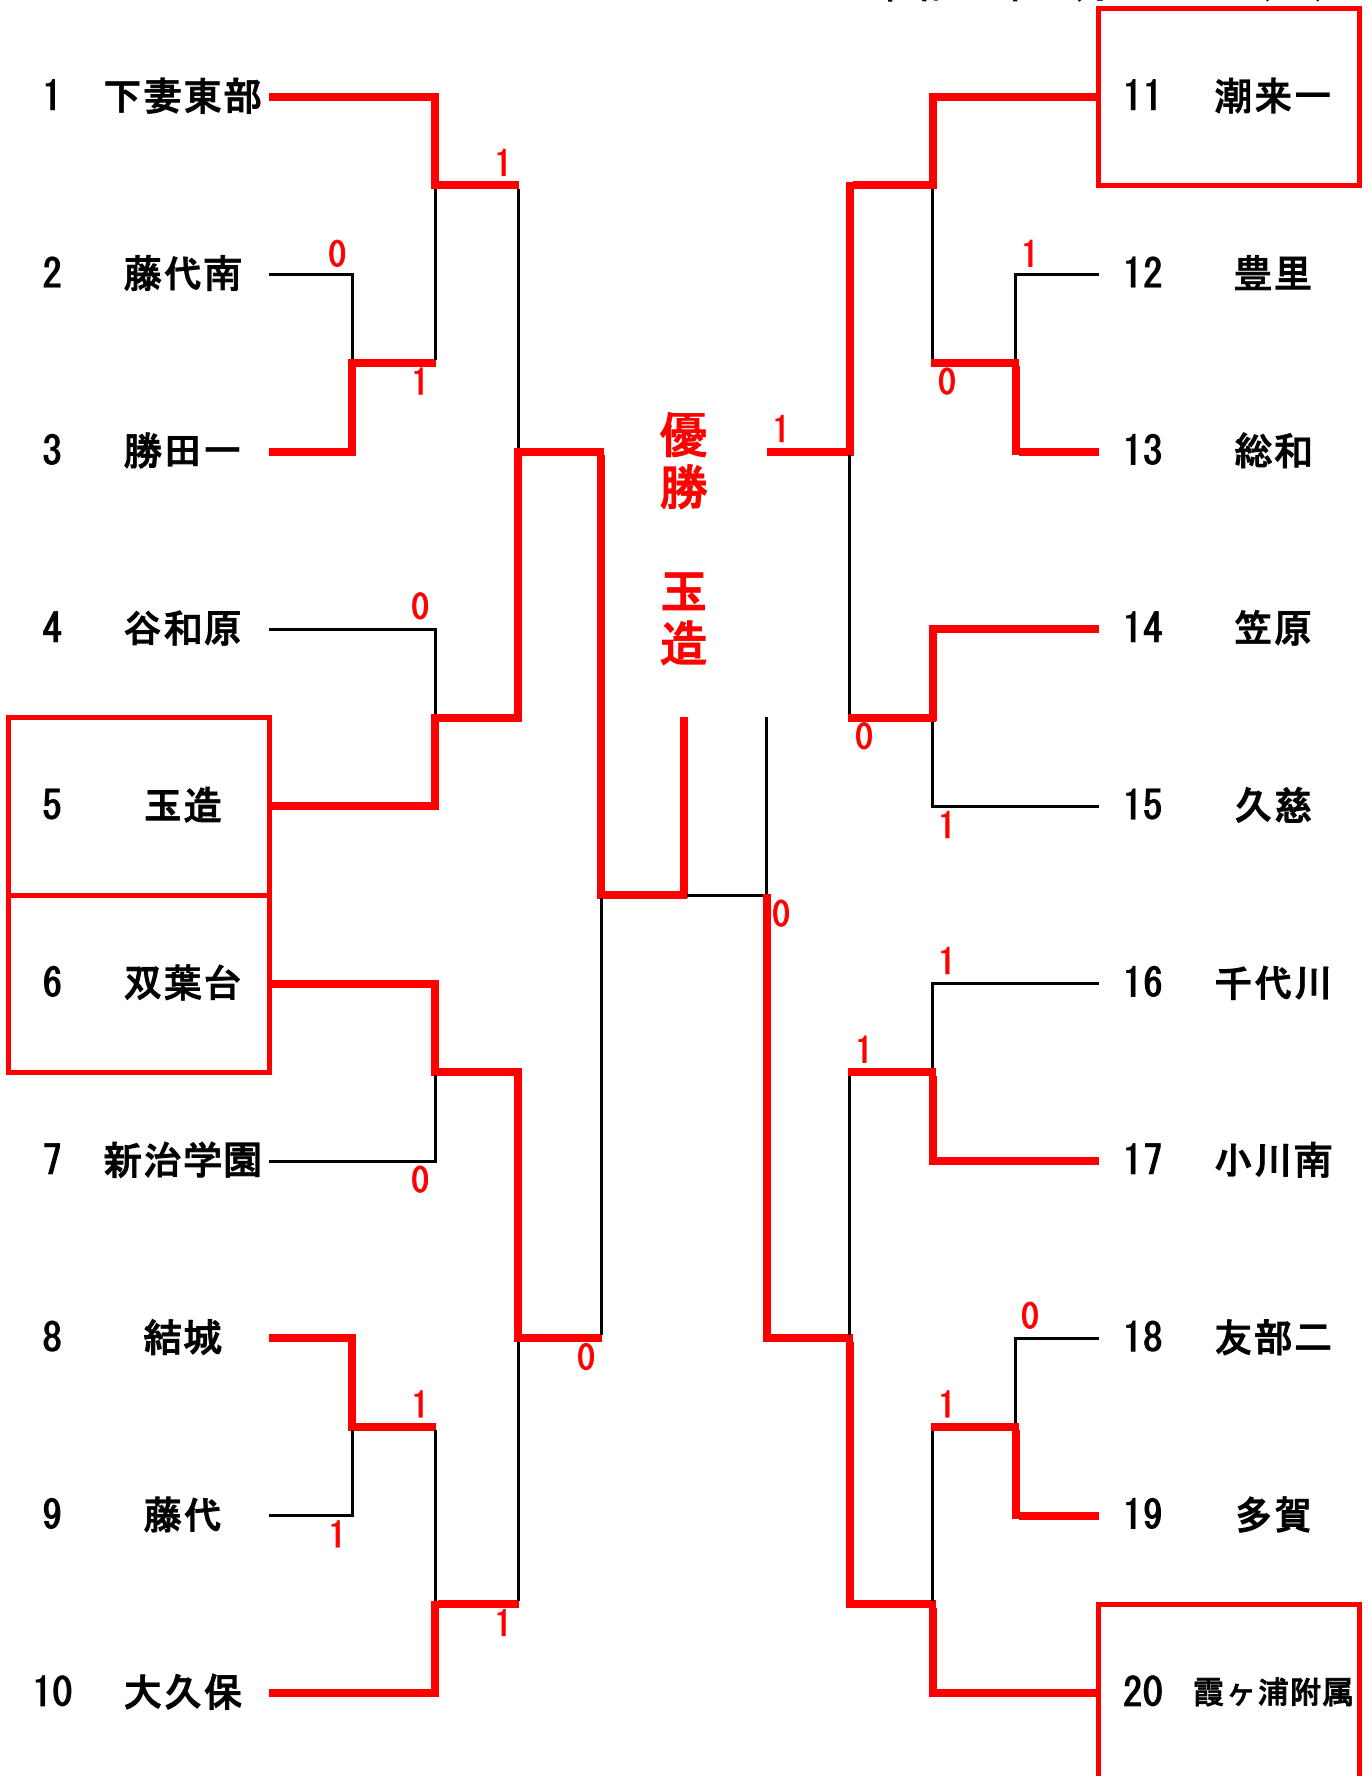 1 下妻東部
1
2 藤代南
0
1
3 勝田一
4 谷和原
0
5 玉造
6 双葉台
7 新治学園
0
8 結城
0
1
9 藤代
1
1
10 大久保
優勝 玉造
11 潮来一
12 豊里
1
0
1
13 総和
14 笠原
0
15 久慈
1
0
16 千代川
1
1
17 小川南
18 友部二
0
1
19 多賀
20 霞ヶ浦附属